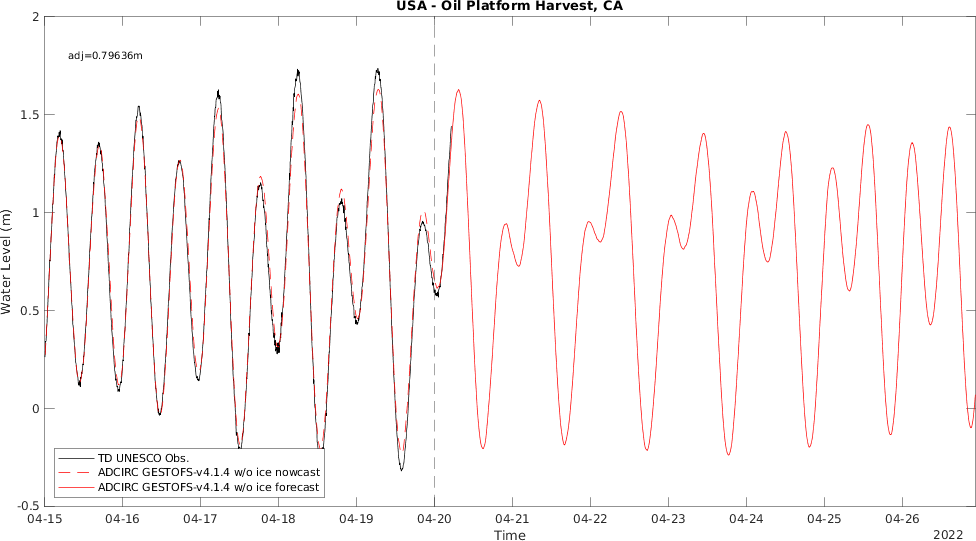 USA - Oil Platform Harvest, CA
2
adj=0.79636m
1.5
1
Water Level (m)
0.5
0
TD UNESCO Obs.
ADCIRC GESTOFS-v4.1.4 w/o ice nowcast
ADCIRC GESTOFS-v4.1.4 w/o ice forecast
-0.5
04-15 04-16 04-17 04-18 04-19 04-20 04-21 04-22 04-23 04-24 04-25 04-26
Time
2022